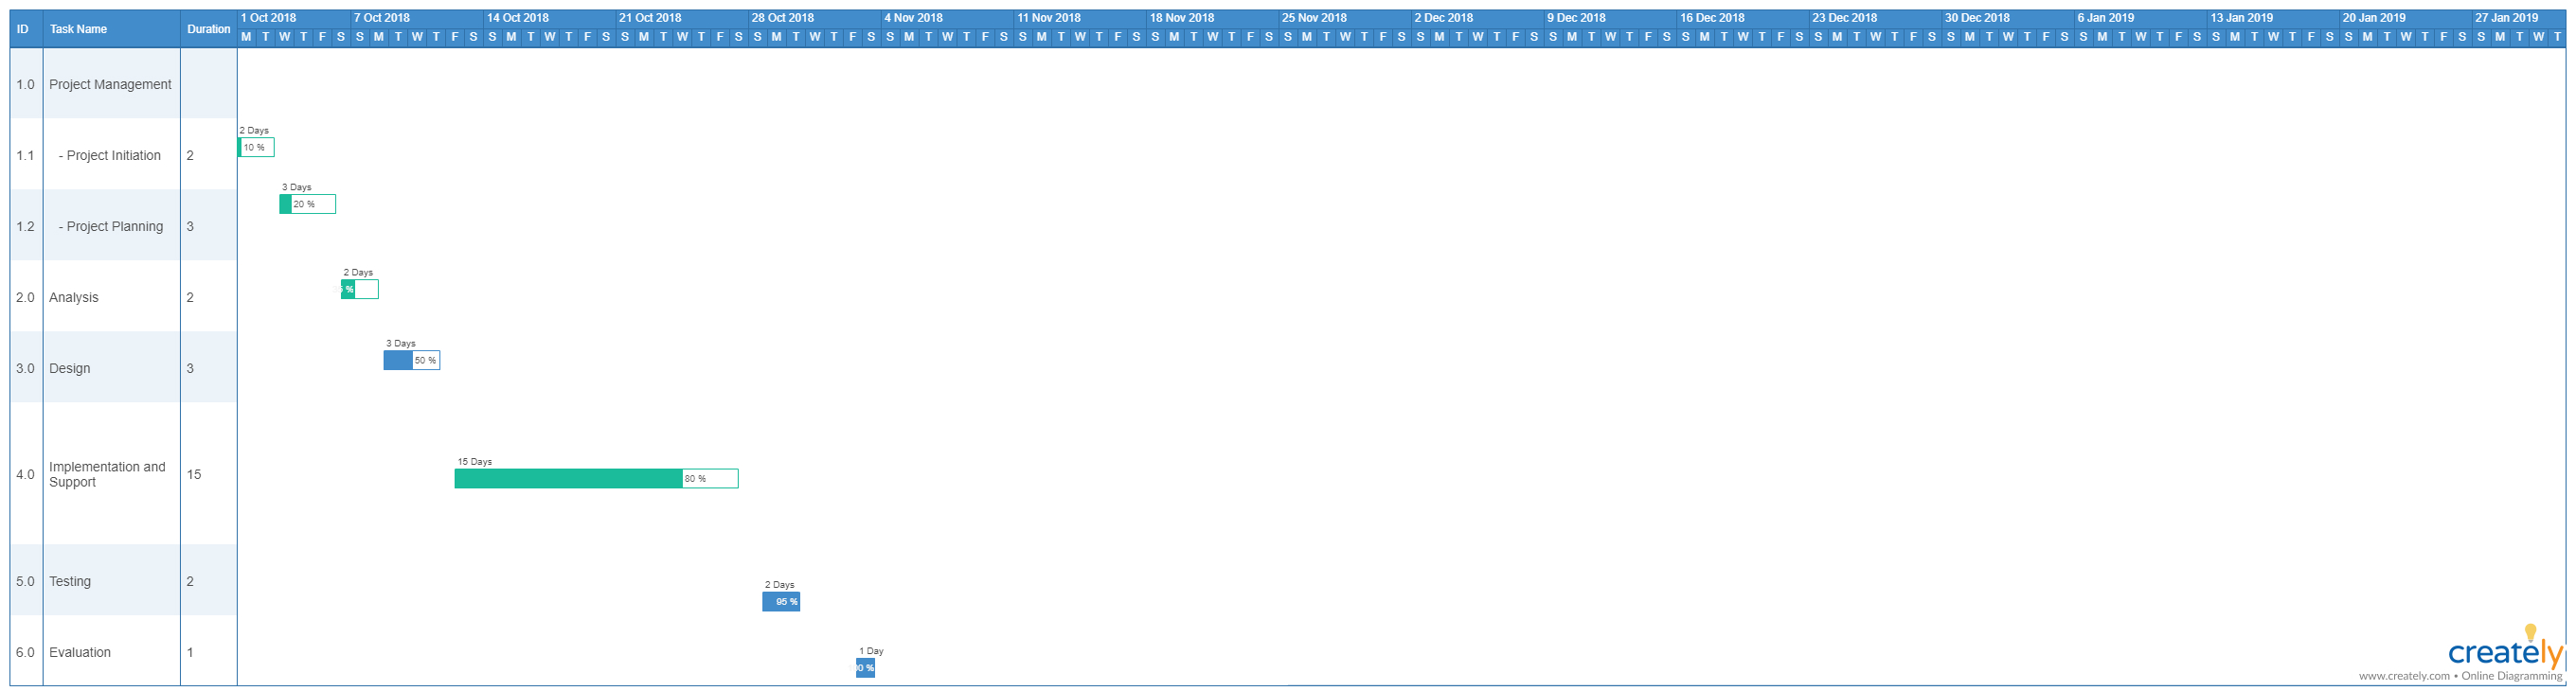 1 Oct 2018 7 Oct 2018 14 Oct 2018 21 Oct 2018 28 Oct 2018 4 Nov 2018 11 Nov 2018 18 Nov 2018 25 Nov 2018 2 Dec 2018 9 Dec 2018 16 Dec 2018 23 Dec 2018 30 Dec 2018 6 Jan 2019 13 Jan 2019 20 Jan 2019 27 Jan 2019
ID Task Name Duration
M T W T F S S M T W T F S S M T W T F S S M T W T F S S M T W T F S S M T W T F S S M T W T F S S M T W T F S S M T W T F S S M T W T F S S M T W T F S S M T W T F S S M T W T F S S M T W T F S S M T W T F S S M T W T F S S M T W T F S S M T W T
1.0 Project Management
2 Days
10 %
1.1 - Project Initiation 2
3 Days
20 %
1.2 - Project Planning 3
2 Days
%
2.0 Analysis 2
3 Days
50 %
3.0 Design 3
15 Days
Implementation and
4.0 15
Support
80 %
5.0 Testing 2
2 Days
95 %
6.0 Evaluation 1
1 Day
%
creately
www.creately.com • Online Diagramming